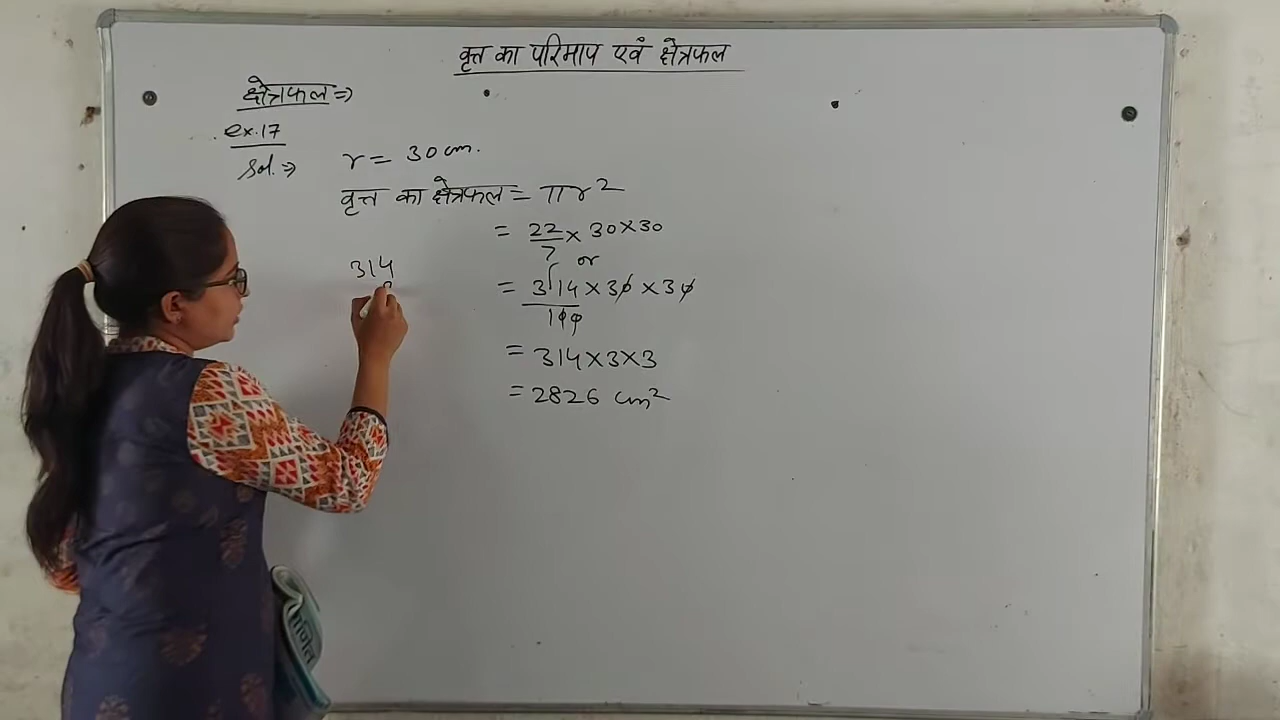 वृत्त का परिमाप एवं क्षेत्रफल
क्षेत्रफल ⇒
ex.17
Sol. ⇒ r = 30 cm.
वृत्त का क्षेत्रफल = πr²
= 22/7 × 30 × 30
or
= 314/100 × 30 × 30
= 314 × 3 × 3
= 2826 cm²
314
गणित